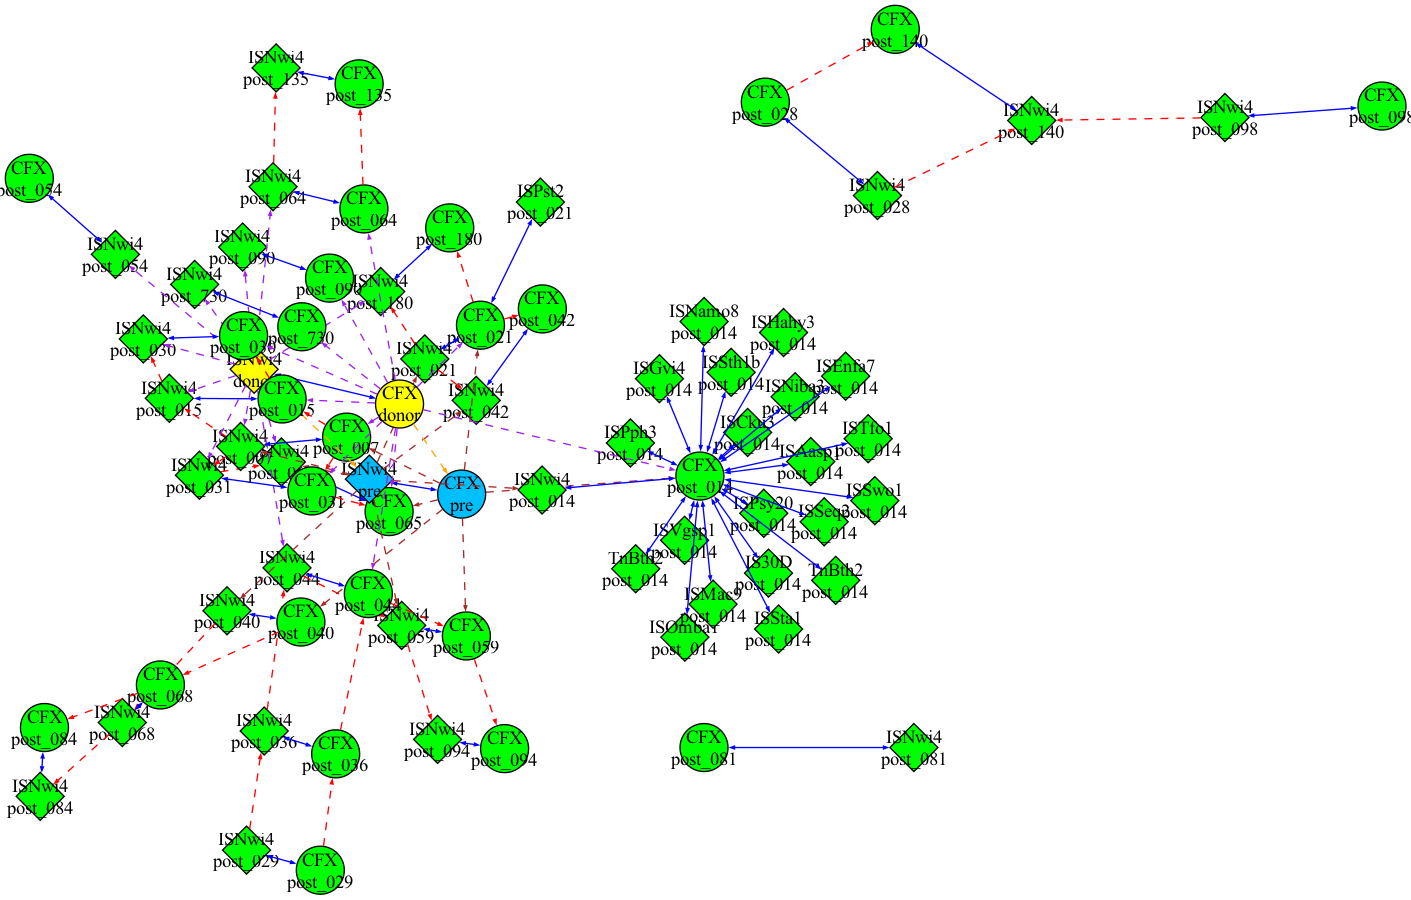 CFX
post_140
ISNwi4
post_135
CFX
post_135
CFX
post_028
ISNwi4
post_140
ISNwi4
post_098
CFX
post_098
CFX
post_054
ISNwi4
post_064
CFX
post_064
ISPst2
post_021
ISNwi4
post_028
ISNwi4
post_054
ISNwi4
post_090
CFX
post_180
ISNwi4
post_730
CFX
post_090
ISNwi4
post_180
ISNwi4
post_030
CFX
post_030
CFX
post_730
CFX
post_021
CFX
post_042
ISNamo8
post_014
ISHahy3
post_014
ISNwi4
donor
ISNwi4
post_021
ISGvi4
post_014
ISSth1b
post_014
ISEnfa7
post_014
ISNwi4
post_015
CFX
post_015
CFX
donor
ISNwi4
post_042
ISNiba3
post_014
ISNwi4
post_007
CFX
post_007
ISPph3
post_014
ISCku3
post_014
ISTfo1
post_014
ISNwi4
post_031
ISNwi4
CFX
post_031
ISNwi4
pre
CFX
pre
ISNwi4
post_014
CFX
post_014
ISAasp1
post_014
CFX
post_065
ISPsy20
post_014
ISSwo1
post_014
ISVgsp1
post_014
post_014
ISNwi4
post_044
CFX
post_044
TnBth2
post_014
IS30D
post_014
TnBth2
post_014
ISNwi4
post_040
CFX
post_040
ISNwi4
post_059
CFX
post_059
ISMac9
post_014
ISOmba1
post_014
ISSta1
post_014
CFX
post_068
CFX
post_084
ISNwi4
post_068
ISNwi4
post_036
CFX
post_036
ISNwi4
post_094
CFX
post_094
CFX
post_081
ISNwi4
post_081
ISNwi4
post_084
ISNwi4
post_029
CFX
post_029